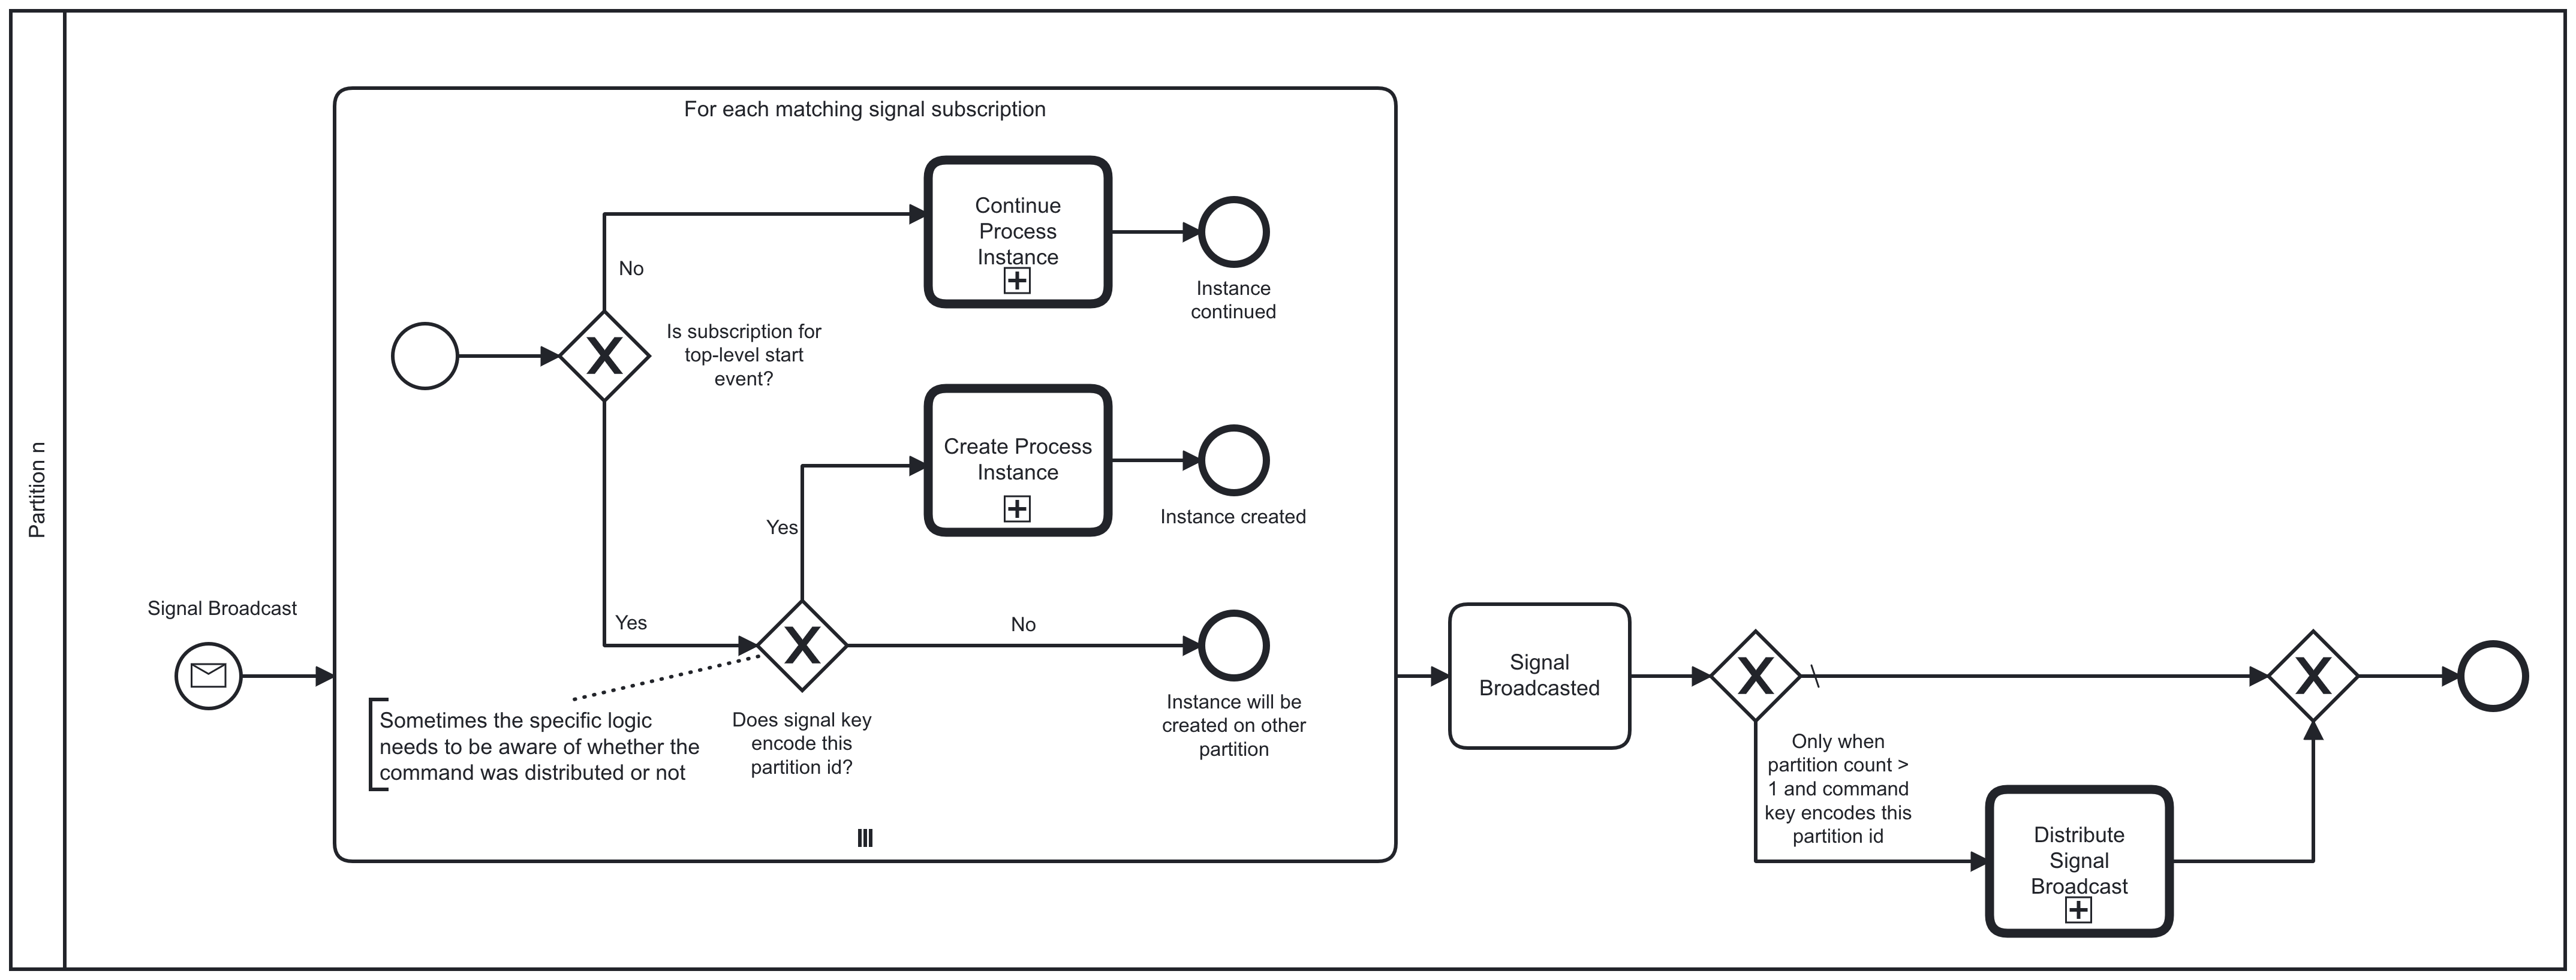 Partition n
Signal Broadcast
For each matching signal subscription
No
Is subscription for
top-level start
event?
Continue
Process
Instance
Instance
continued
Yes
Sometimes the specific logic
needs to be aware of whether the
command was distributed or not
Does signal key
encode this
partition id?
Yes
Create Process
Instance
Instance created
No
Instance will be
created on other
partition
Signal
Broadcasted
Only when
partition count >
1 and command
key encodes this
partition id
Distribute
Signal
Broadcast